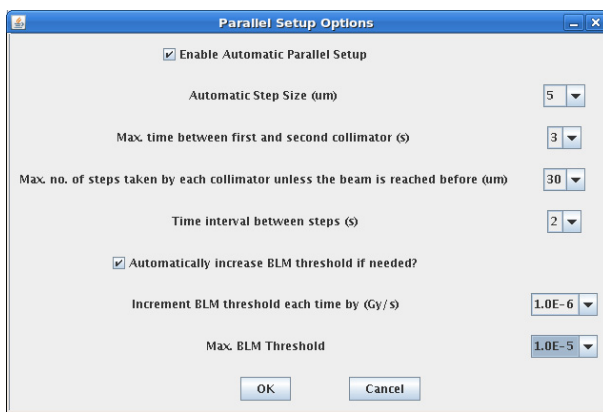 Parallel Setup Options
Enable Automatic Parallel Setup
Automatic Step Size (um) 5
Max. time between first and second collimator (s) 3
Max. no. of steps taken by each collimator unless the beam is reached before (um) 30
Time interval between steps (s) 2
Automatically increase BLM threshold if needed?
Increment BLM threshold each time by (Gy/s) 1.0E-6
Max. BLM Threshold 1.0E-5
OK Cancel